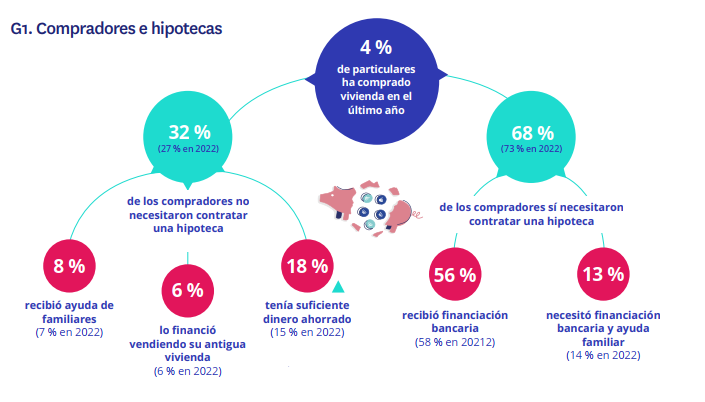 G1. Compradores e hipotecas
4 %
de particulares
ha comprado
vivienda en el
último año
32 %
(27 % en 2022)
68 %
(73 % en 2022)
de los compradores no
necesitaron contratar
una hipoteca
de los compradores sí necesitaron
contratar una hipoteca
8 %
recibió ayuda de
familiares
(7 % en 2022)
6 %
lo financió
vendiendo su antigua
vivienda
(6 % en 2022)
18 %
tenía suficiente
dinero ahorrado
(15 % en 2022)
56 %
recibió financiación
bancaria
(58 % en 20212)
13 %
necesitó financiación
bancaria y ayuda
familiar
(14 % en 2022)